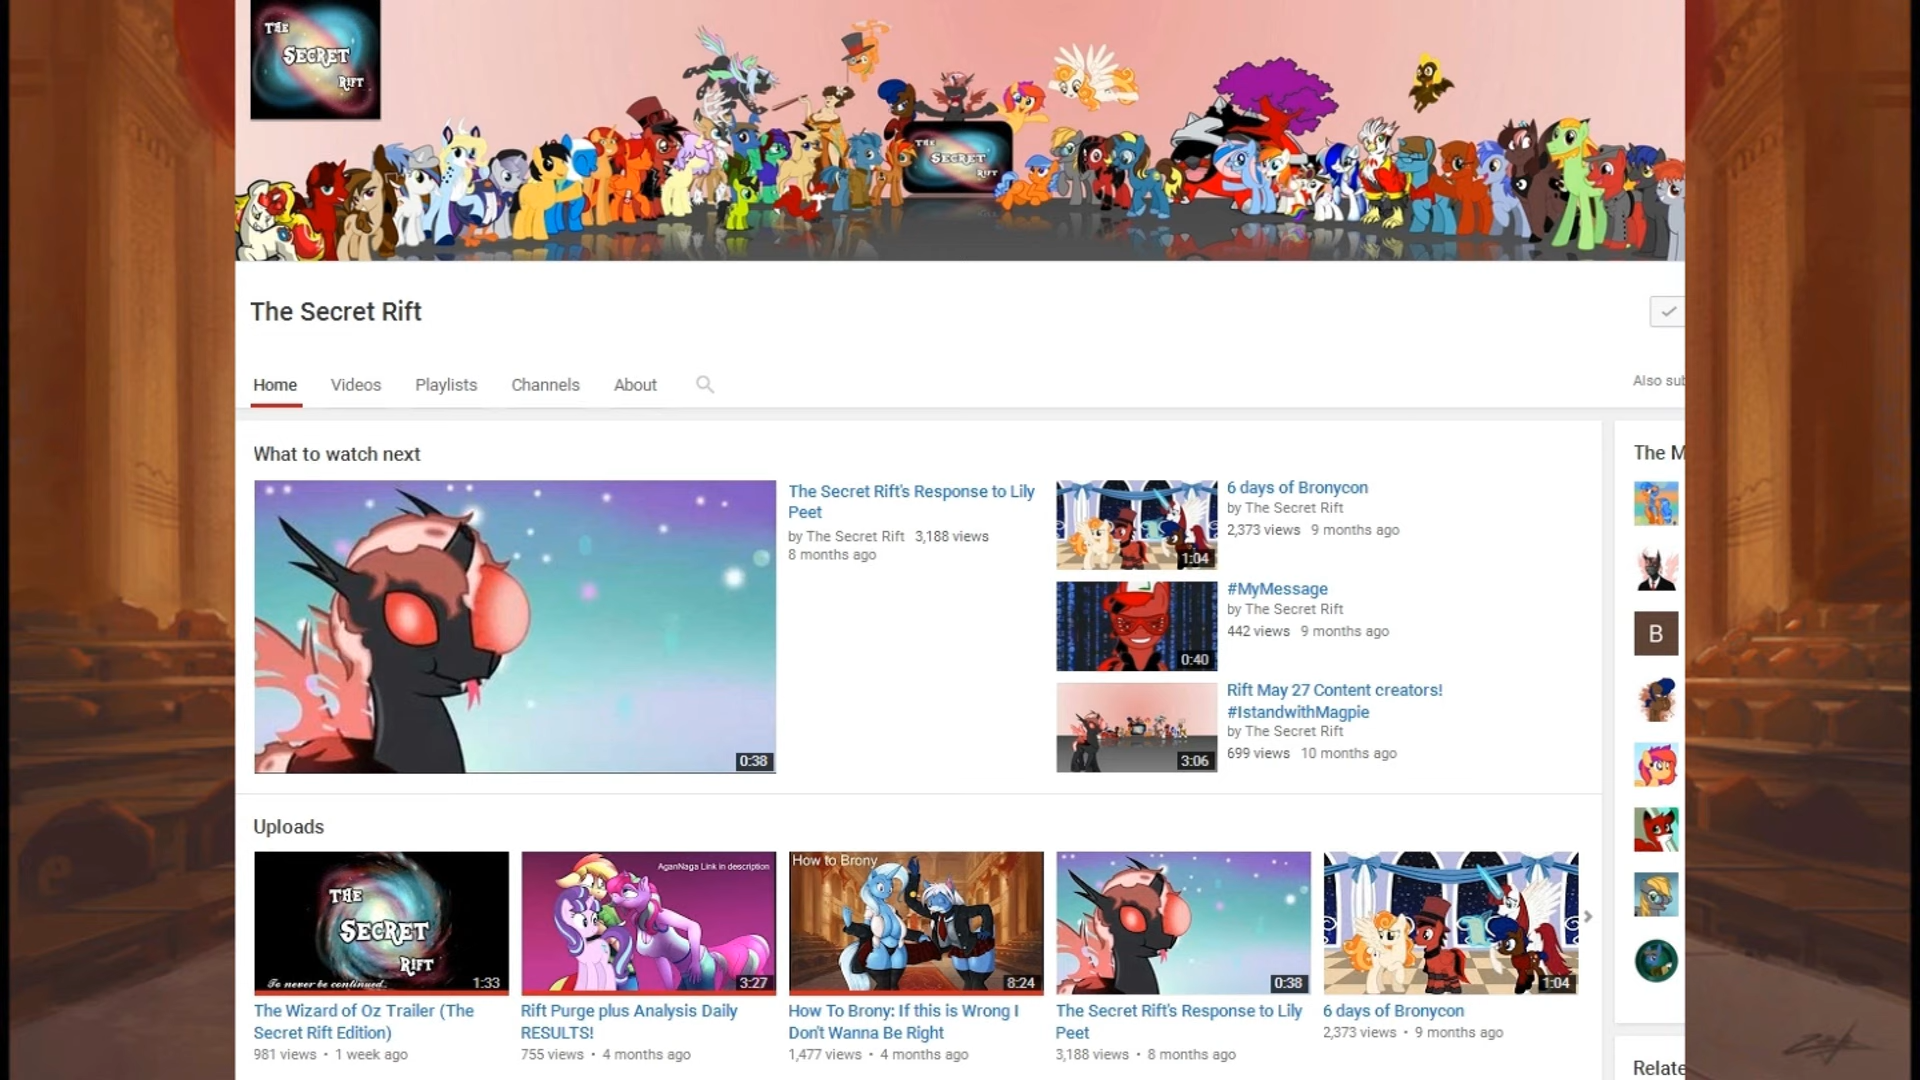 THE
SECRET
RIFT
THE
SECRET
RIFT
The Secret Rift
Home Videos Playlists Channels About
Also sub
What to watch next
The M
The Secret Rift's Response to Lily
Peet
by The Secret Rift 3,188 views
8 months ago
0:38
6 days of Bronycon
by The Secret Rift
2,373 views 9 months ago
1:04
#MyMessage
by The Secret Rift
442 views 9 months ago
0:40
Rift May 27 Content creators!
#IstandwithMagpie
by The Secret Rift
699 views 10 months ago
3:06
B
Uploads
THE
SECRET
RIFT
To never be continued..
1:33
The Wizard of Oz Trailer (The
Secret Rift Edition)
981 views • 1 week ago
AganNaga Link in description
3:27
Rift Purge plus Analysis Daily
RESULTS!
755 views • 4 months ago
How to Brony
8:24
How To Brony: If this is Wrong I
Don't Wanna Be Right
1,477 views • 4 months ago
0:38
The Secret Rift's Response to Lily
Peet
3,188 views • 8 months ago
1:04
6 days of Bronycon
2,373 views • 9 months ago
Relate